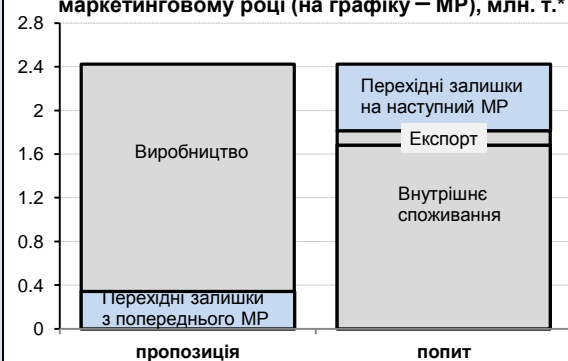 маркетинговому році (на графіку – МР), млн. т.*
2.8
2.4
2
1.6
1.2
0.8
0.4
0
Виробництво
Перехідні залишки
з попереднього МР
Перехідні залишки
на наступний МР
Експорт
Внутрішнє
споживання
пропозиція
попит